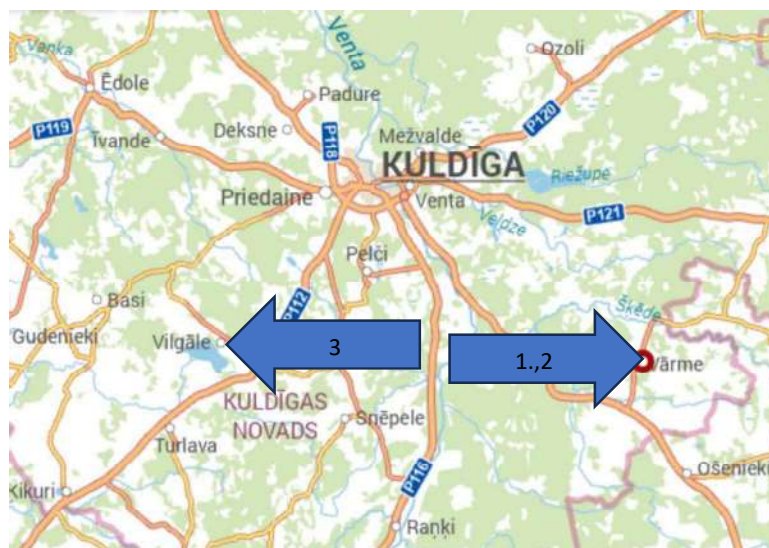 Vanka
Venta
Ozoli
Ēdole
Padure
P119
Īvande
Deksne
P118
P120
Mežvalde
KULDĪGA
Riežupe
Priedaine
Venta
Veldze
P121
Pelči
Basi
P112
Šķēde
Gudenieki
Vilgāle
3
1.,2
Vārme
KULDĪGAS
NOVADS
Snēpele
Turlava
P116
Ošenieki
Ķikuri
Raņķi